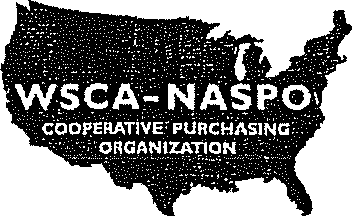 WSCA-NASPO
COOPERATIVE PURCHASING
ORGANIZATION